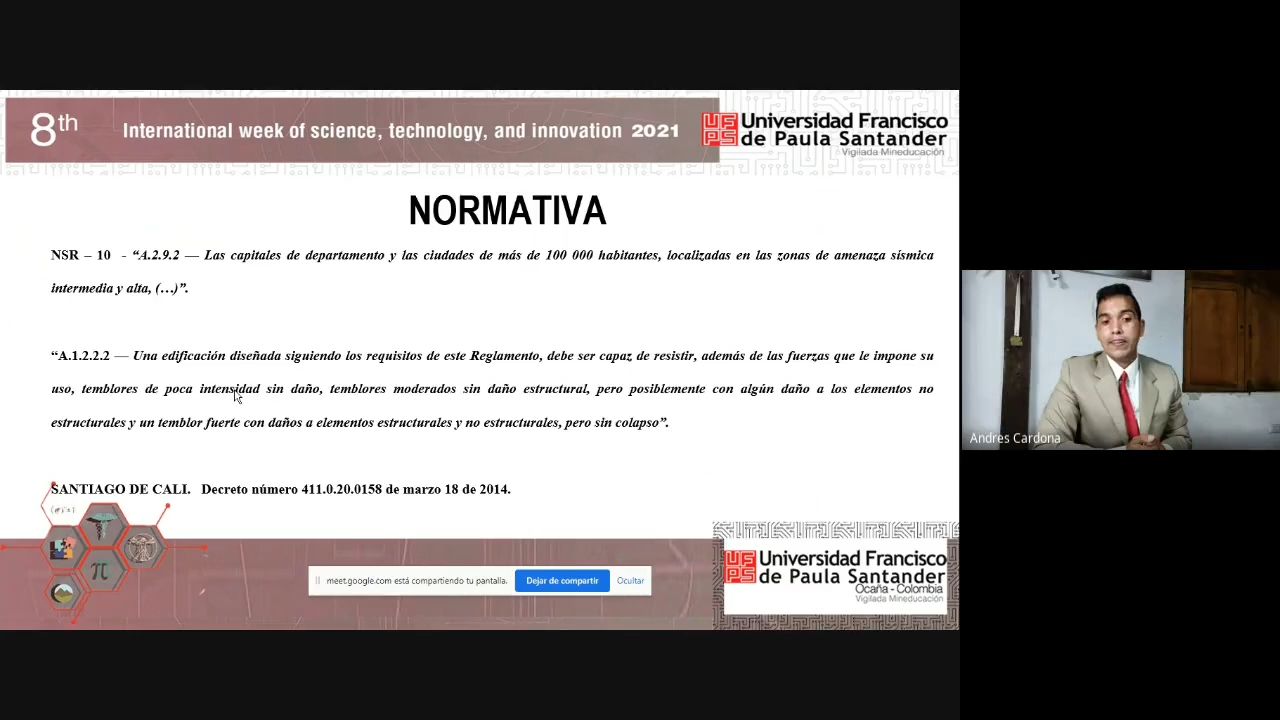 8th
International week of science, technology, and innovation 2021
UFPS
Universidad Francisco
de Paula Santander
Vigilada Mineducación
NORMATIVA
NSR – 10 - “A.2.9.2 — Las capitales de departamento y las ciudades de más de 100 000 habitantes, localizadas en las zonas de amenaza sísmica
intermedia y alta, (…)”.
“A.1.2.2.2 — Una edificación diseñada siguiendo los requisitos de este Reglamento, debe ser capaz de resistir, además de las fuerzas que le impone su
uso, temblores de poca intensidad sin daño, temblores moderados sin daño estructural, pero posiblemente con algún daño a los elementos no
estructurales y un temblor fuerte con daños a elementos estructurales y no estructurales, pero sin colapso”.
SANTIAGO DE CALI. Decreto número 411.0.20.0158 de marzo 18 de 2014.
π
meet.google.com está compartiendo tu pantalla.
Dejar de compartir
Ocultar
UFPS
Universidad Francisco
de Paula Santander
Ocaña - Colombia
Vigilada Mineducación
Andres Cardona